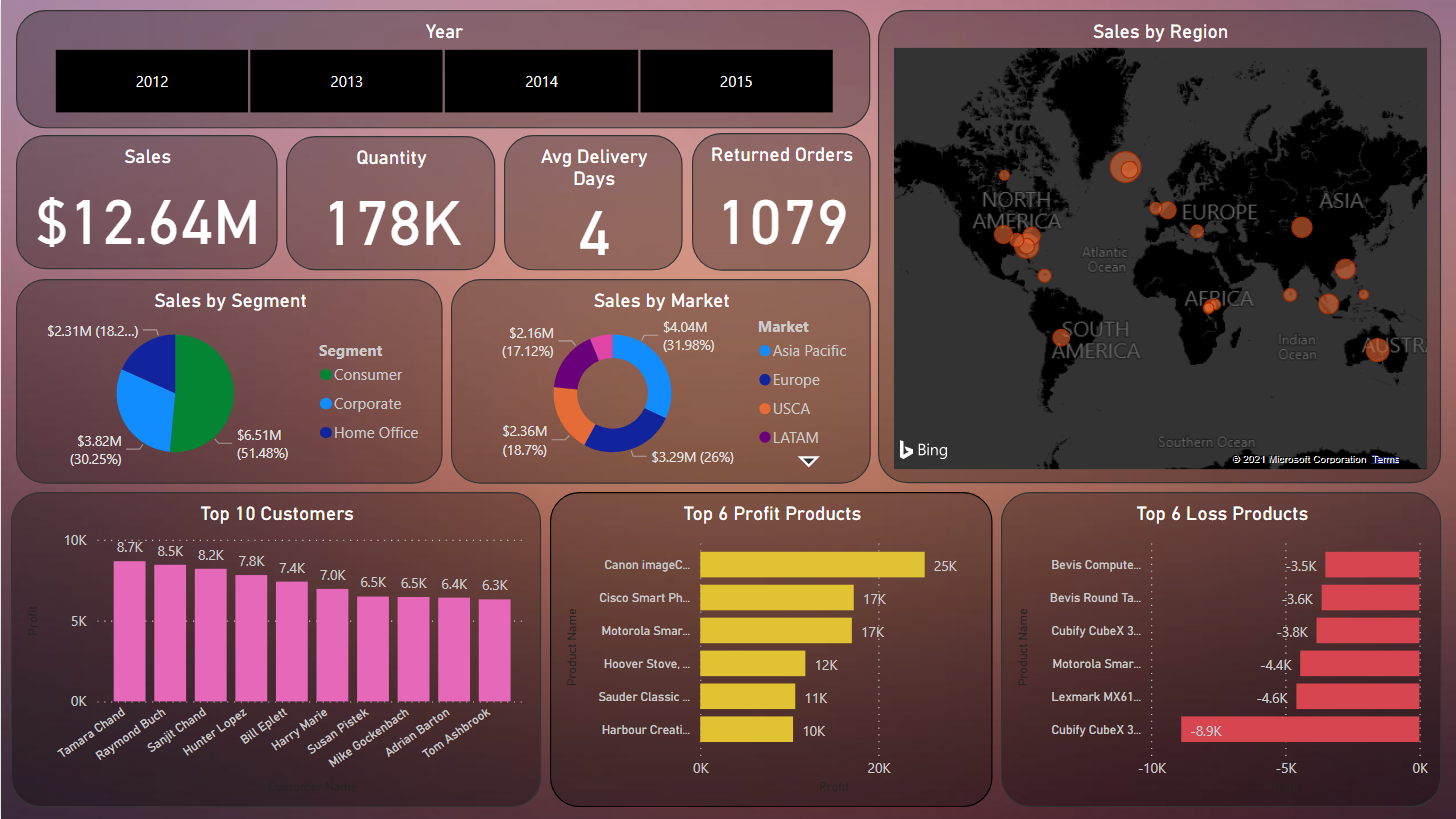 Year
2012
2013
2014
2015
Sales by Region
NORTH
AMERICA
EUROPE
ASIA
Atlantic
Ocean
AFRICA
SOUTH
AMERICA
Indian
Ocean
AUSTR
Southern Ocean
Bing
© 2021 Microsoft Corporation Terms
Sales
$12.64M
Quantity
178K
Avg Delivery
Days
4
Returned Orders
1079
Sales by Segment
$2.31M (18.2...)
$3.82M
(30.25%)
$6.51M
(51.48%)
Segment
Consumer
Corporate
Home Office
Sales by Market
$2.16M
(17.12%)
$4.04M
(31.98%)
$2.36M
(18.7%)
$3.29M (26%)
Market
Asia Pacific
Europe
USCA
LATAM
Top 10 Customers
Profit
10K
5K
0K
8.7K
8.5K
8.2K
7.8K
7.4K
7.0K
6.5K
6.5K
6.4K
6.3K
Tamara Chand
Raymond Buch
Sanjit Chand
Hunter Lopez
Bill Eplett
Harry Marie
Susan Pistek
Mike Gockenbach
Adrian Barton
Tom Ashbrook
Customer Name
Top 6 Profit Products
Product Name
Canon imageC...
25K
Cisco Smart Ph...
17K
Motorola Smar...
17K
Hoover Stove, ...
12K
Sauder Classic ...
11K
Harbour Creati...
10K
0K
20K
Profit
Top 6 Loss Products
Product Name
Bevis Compute...
-3.5K
Bevis Round Ta...
-3.6K
Cubify CubeX 3...
-3.8K
Motorola Smar...
-4.4K
Lexmark MX61...
-4.6K
Cubify CubeX 3...
-8.9K
-10K
-5K
0K